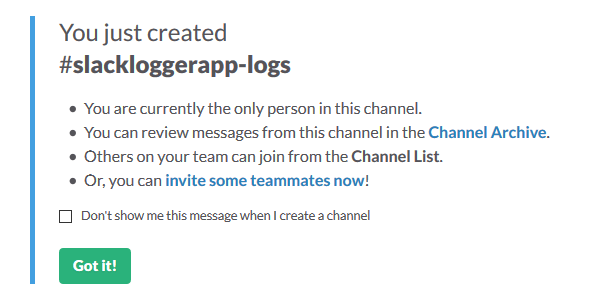 You just created
#slackloggerapp-logs
• You are currently the only person in this channel.
• You can review messages from this channel in the Channel Archive.
• Others on your team can join from the Channel List.
• Or, you can invite some teammates now!
Don't show me this message when I create a channel
Got it!